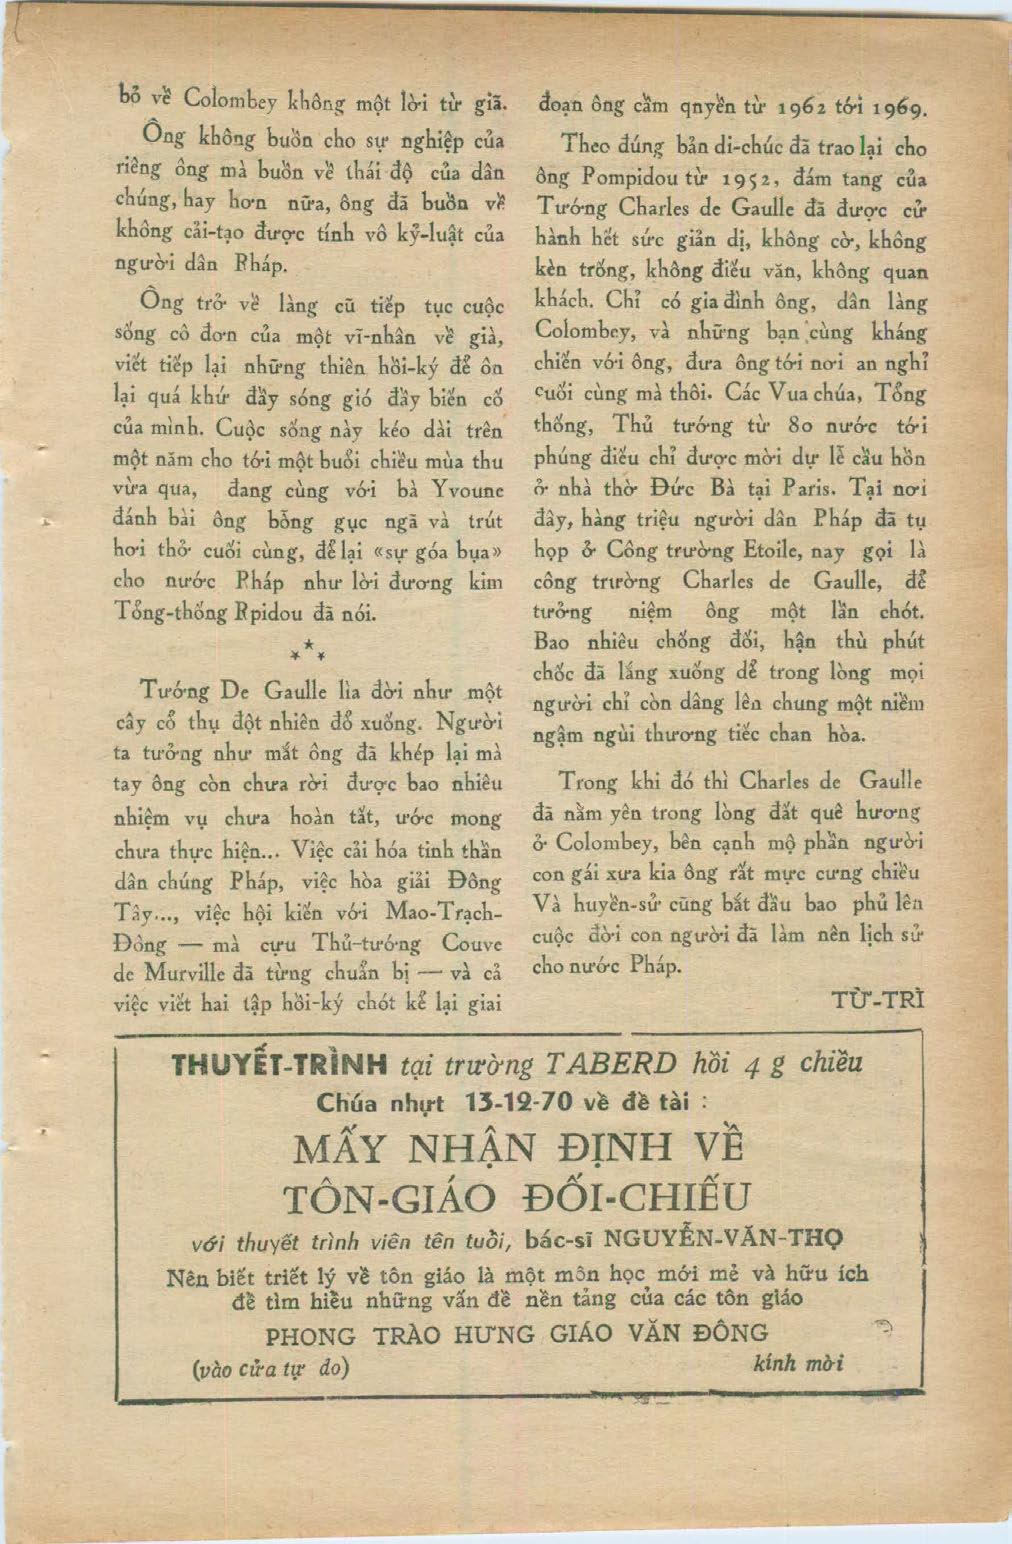 bỏ về Colombey không một lời từ giã.
Ông không buồn cho sự nghiệp của
riêng ông mà buồn về thái độ của dân
chúng, hay hơn nữa, ông đã buồn về
không cải-tạo được tính vô kỷ-luật của
người dân Pháp.
Ông trở về làng cũ tiếp tục cuộc
sống cô đơn của một vĩ-nhân về già,
viết tiếp lại những thiên hồi-ký để ôn
lại quá khứ đầy sóng gió đầy biến cố
của mình. Cuộc sống này kéo dài trên
một năm cho tới một buổi chiều mùa thu
vừa qua, đang cùng với bà Yvoune
đánh bài ông bỗng gục ngã và trút
hơi thở cuối cùng, để lại «sự góa bụa»
cho nước Pháp như lời đương kim
Tổng-thống Rpidou đã nói.
***
Tướng De Gaulle lìa đời như một
cây cổ thụ đột nhiên đổ xuống. Người
ta tưởng như mắt ông đã khép lại mà
tay ông còn chưa rời được bao nhiêu
nhiệm vụ chưa hoàn tất, ước mong
chưa thực hiện... Việc cải hóa tinh thần
dân chúng Pháp, việc hòa giải Đông
Tây..., việc hội kiến với Mao-Trạch-
Đông — mà cựu Thủ-tướng Couve
de Murville đã từng chuẩn bị — và cả
việc viết hai tập hồi-ký chót kể lại giai
đoạn ông cầm qnyền từ 1962 tới 1969.
Theo đúng bản di-chúc đã trao lại cho
ông Pompidou từ 1952, đám tang của
Tướng Charles de Gaulle đã được cử
hành hết sức giản dị, không cờ, không
kèn trống, không điếu văn, không quan
khách. Chỉ có gia đình ông, dân làng
Colombey, và những bạn cùng kháng
chiến với ông, đưa ông tới nơi an nghỉ
cuối cùng mà thôi. Các Vua chúa, Tổng
thống, Thủ tướng từ 80 nước tới
phúng điếu chỉ được mời dự lễ cầu hồn
ở nhà thờ Đức Bà tại Paris. Tại nơi
đây, hàng triệu người dân Pháp đã tụ
họp ở Công trường Etoile, nay gọi là
công trường Charles de Gaulle, để
tưởng niệm ông một lần chót.
Bao nhiêu chống đối, hận thù phút
chốc đã lắng xuống dể trong lòng mọi
người chỉ còn dâng lên chung một niềm
ngậm ngùi thương tiếc chan hòa.
Trong khi đó thì Charles de Gaulle
đã nằm yên trong lòng đất quê hương
ở Colombey, bên cạnh mộ phần người
con gái xưa kia ông rất mực cưng chiều
Và huyền-sử cũng bắt đầu bao phủ lên
cuộc đời con người đã làm nên lịch sử
cho nước Pháp.
TỪ-TRÌ
THUYẾT-TRÌNH tại trường TABERD hồi 4 g chiều
Chúa nhựt 13-12-70 về đề tài :
MẤY NHẬN ĐỊNH VỀ
TÔN-GIÁO ĐỐI-CHIẾU
với thuyết trình viên tên tuổi, bác-sĩ NGUYỄN-VĂN-THỌ
Nên biết triết lý về tôn giáo là một môn học mới mẻ và hữu ích
để tìm hiểu những vấn đề nền tảng của các tôn giáo
PHONG TRÀO HƯNG GIÁO VĂN ĐÔNG
(vào cửa tự do) kính mời